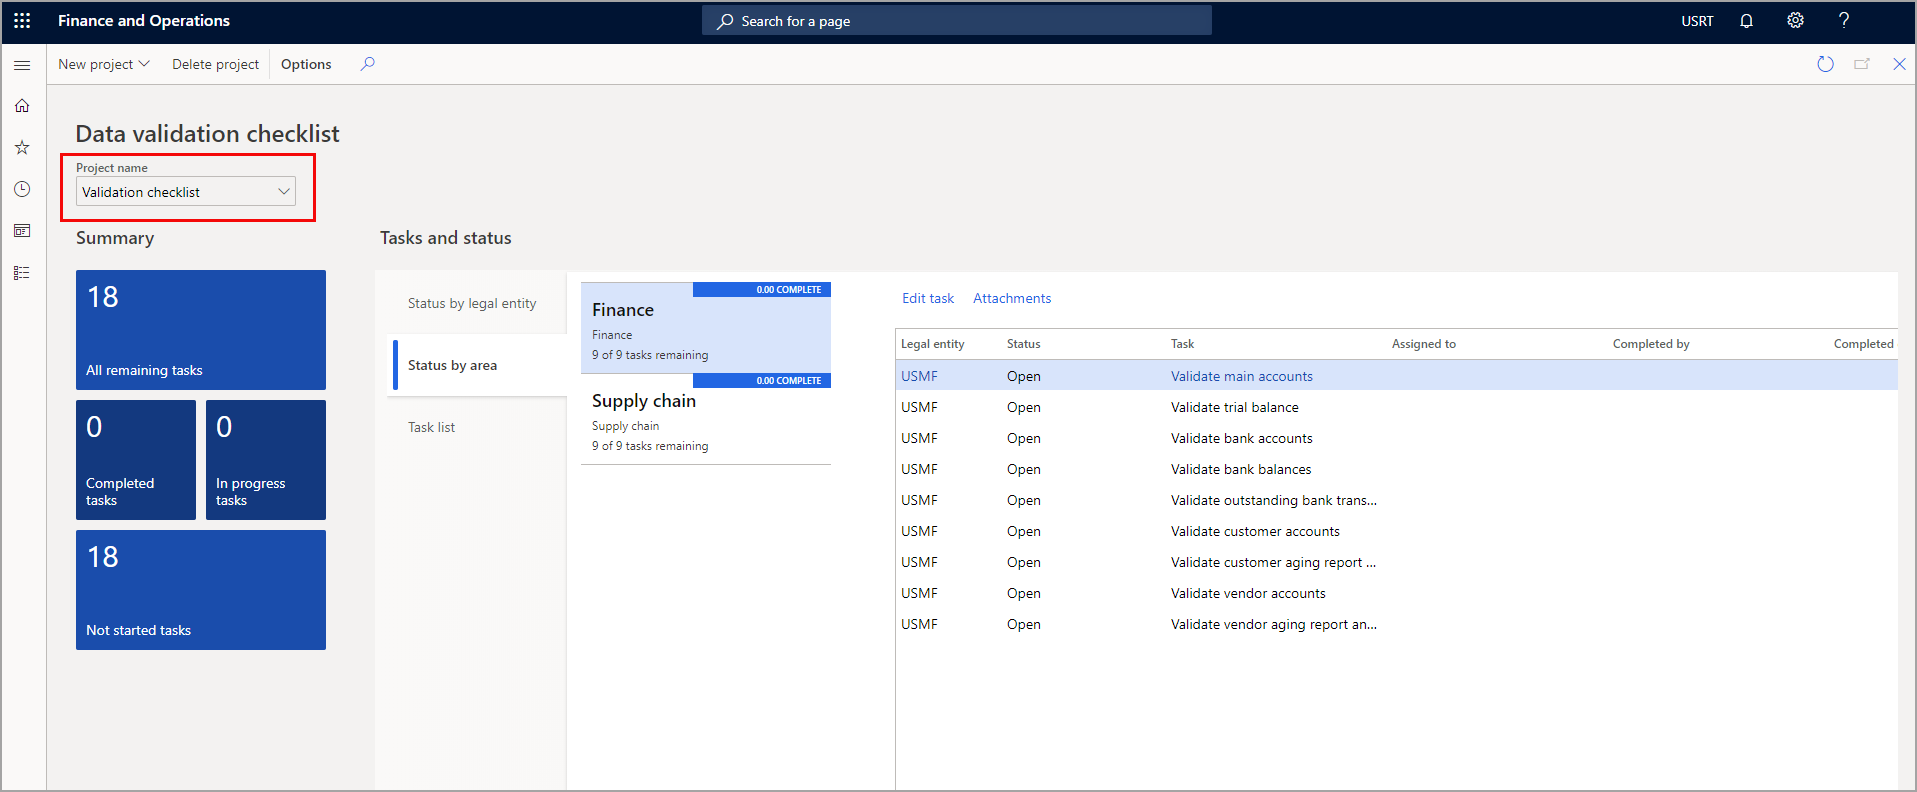 Finance and Operations
Search for a page
USRT
?
New project
Delete project
Options
Data validation checklist
Project name
Validation checklist
Summary
Tasks and status
18
All remaining tasks
0
Completed
tasks
0
In progress
tasks
18
Not started tasks
Status by legal entity
Status by area
Task list
0.00 COMPLETE
Finance
Finance
9 of 9 tasks remaining
0.00 COMPLETE
Supply chain
Supply chain
9 of 9 tasks remaining
Edit task Attachments
Legal entity Status Task Assigned to Completed by Completed
USMF Open Validate main accounts
USMF Open Validate trial balance
USMF Open Validate bank accounts
USMF Open Validate bank balances
USMF Open Validate outstanding bank trans...
USMF Open Validate customer accounts
USMF Open Validate customer aging report ...
USMF Open Validate vendor accounts
USMF Open Validate vendor aging report an...